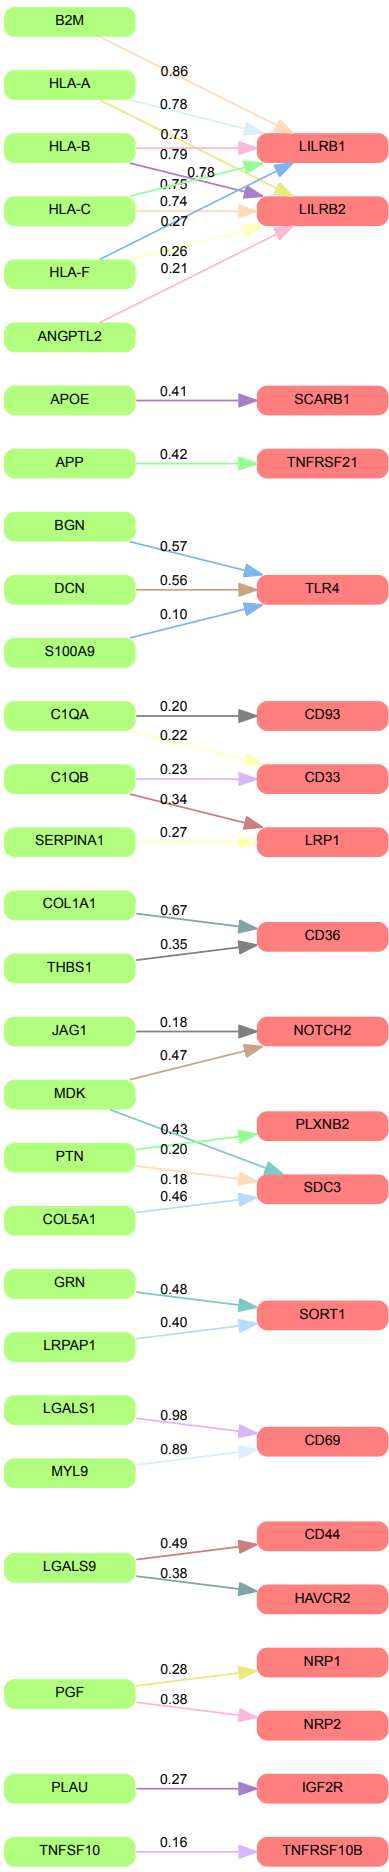 B2M
0.86
HLA-A
0.78
HLA-B
0.73
LILRB1
0.79
0.78
0.75
HLA-C
0.74
LILRB2
0.27
HLA-F
0.26
0.21
ANGPTL2
APOE
0.41
SCARB1
APP
0.42
TNFRSF21
BGN
0.57
DCN
0.56
TLR4
0.10
S100A9
C1QA
0.20
CD93
0.22
C1QB
0.23
CD33
0.34
SERPINA1
0.27
LRP1
COL1A1
0.67
CD36
0.35
THBS1
JAG1
0.18
NOTCH2
0.47
MDK
PLXNB2
0.43
PTN
0.20
0.18
SDC3
0.46
COL5A1
GRN
0.48
SORT1
0.40
LRPAP1
LGALS1
0.98
CD69
0.89
MYL9
CD44
0.49
LGALS9
0.38
HAVCR2
NRP1
0.28
PGF
0.38
NRP2
PLAU
0.27
IGF2R
TNFSF10
0.16
TNFRSF10B